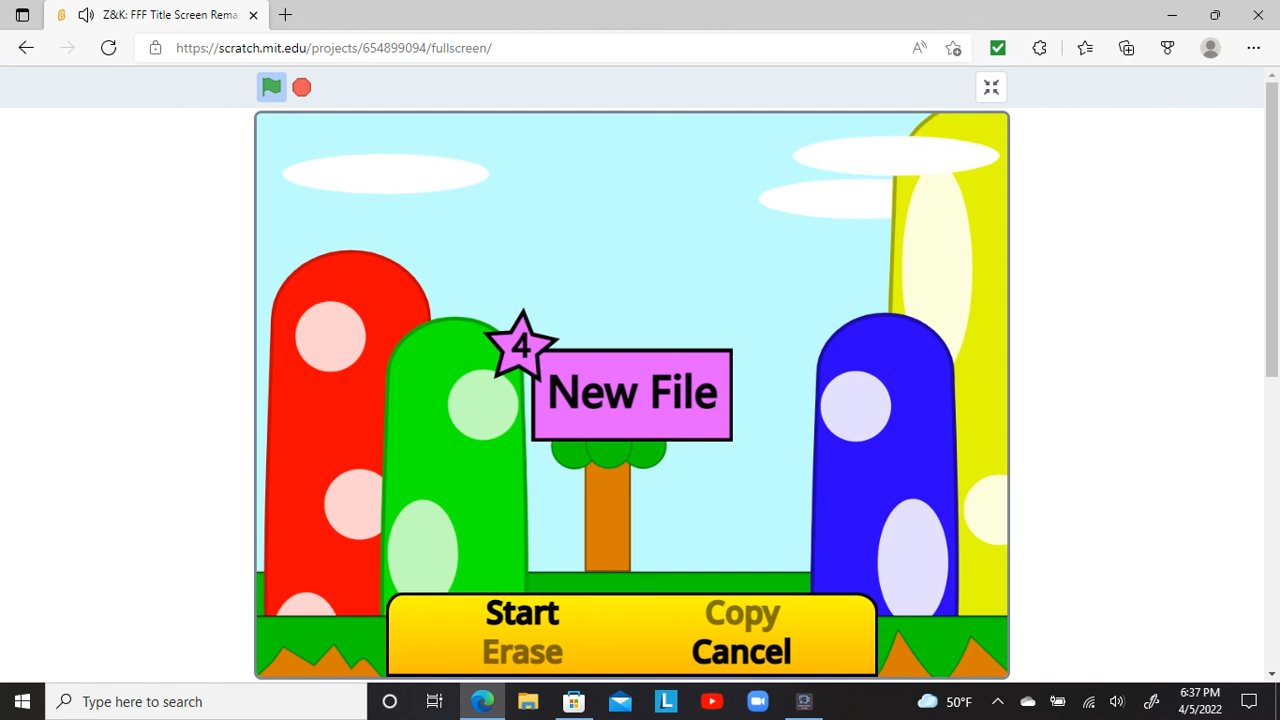 Z&K: FFF Title Screen Rema
https://scratch.mit.edu/projects/654899094/fullscreen/
4
New File
Start
Copy
Erase
Cancel
Type here to search
L
50°F
6:37 PM
4/5/2022